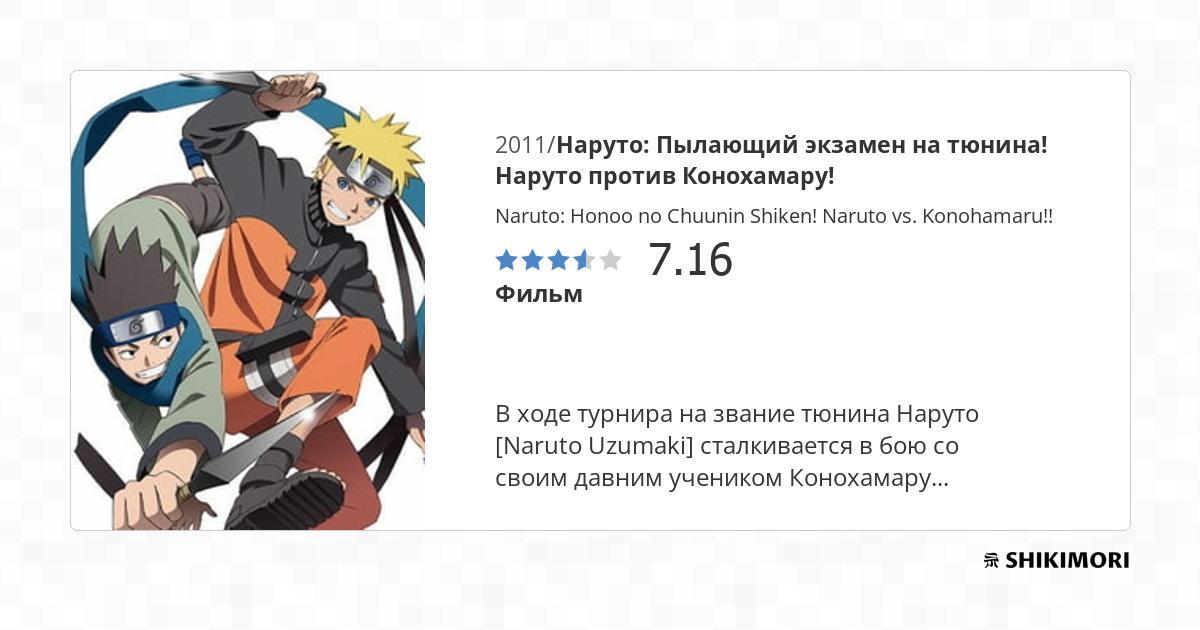 2011/Наруто: Пылающий экзамен на тюнина!
Наруто против Конохамару!
Naruto: Honoo no Chuunin Shiken! Naruto vs. Konohamaru!!
7.16
Фильм
В ходе турнира на звание тюнина Наруто
[Naruto Uzumaki] сталкивается в бою со
своим давним учеником Конохамару...
SHIKIMORI